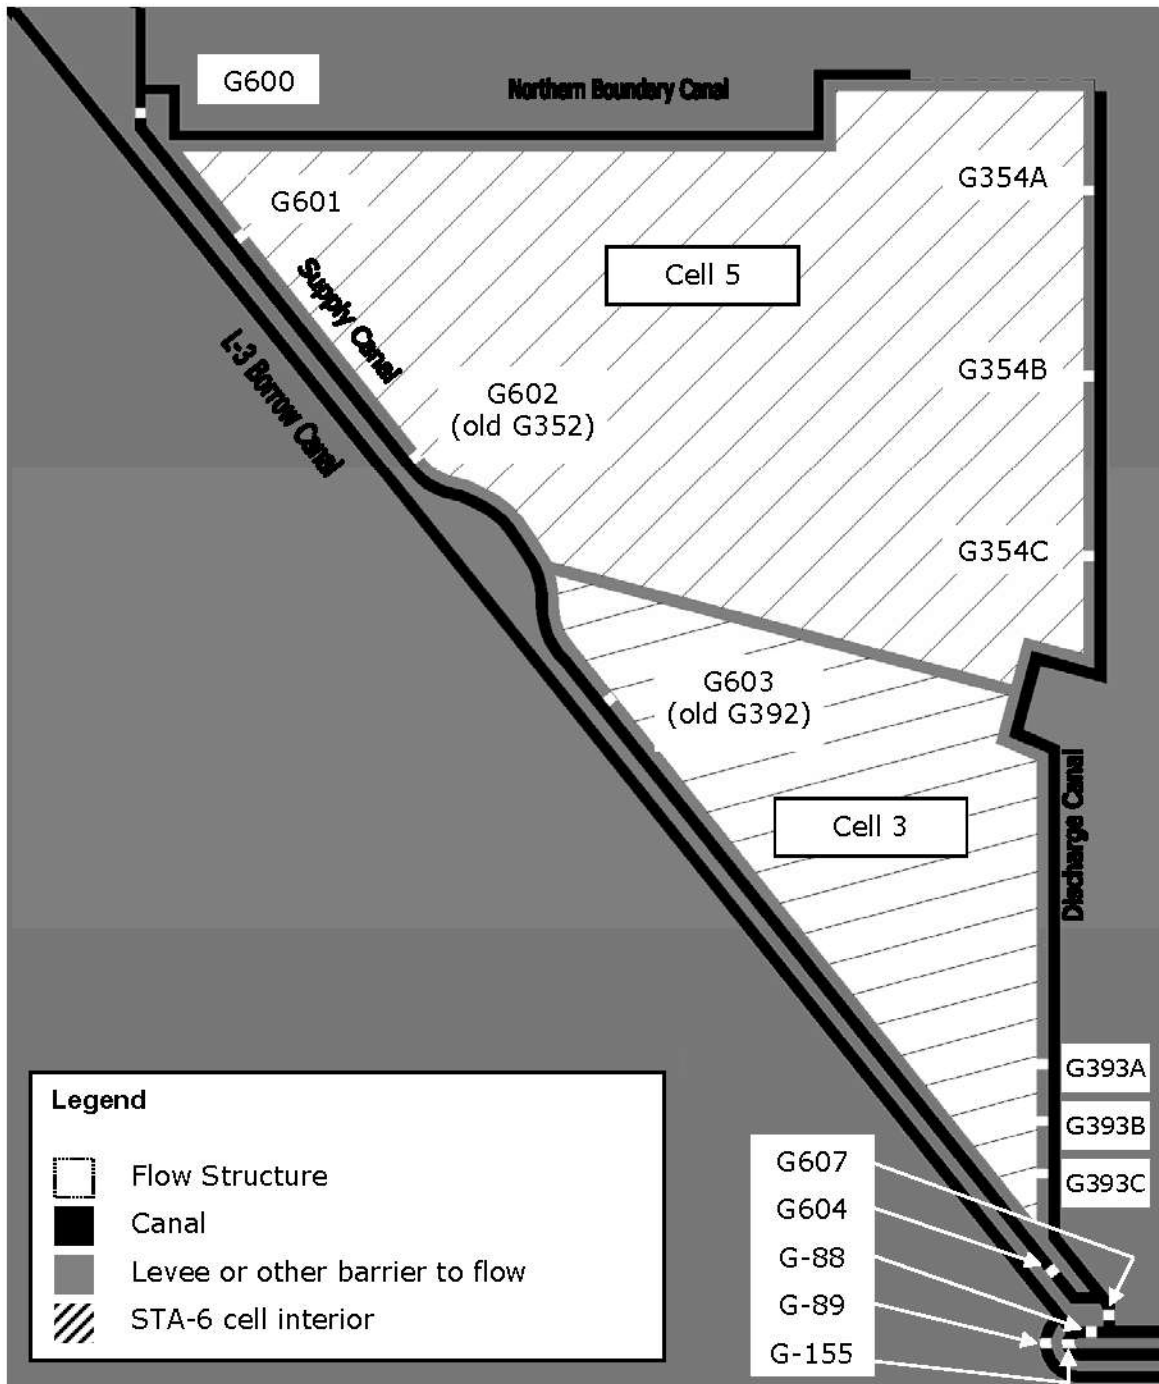 G600
Northern Boundary Canal
G601
G354A
Cell 5
Supply Canal
L-3 Borrow Canal
G354B
G602
(old G352)
G354C
G603
(old G392)
Discharge Canal
Cell 3
G393A
G393B
G393C
G607
G604
G-88
G-89
G-155
Legend
Flow Structure
Canal
Levee or other barrier to flow
STA-6 cell interior